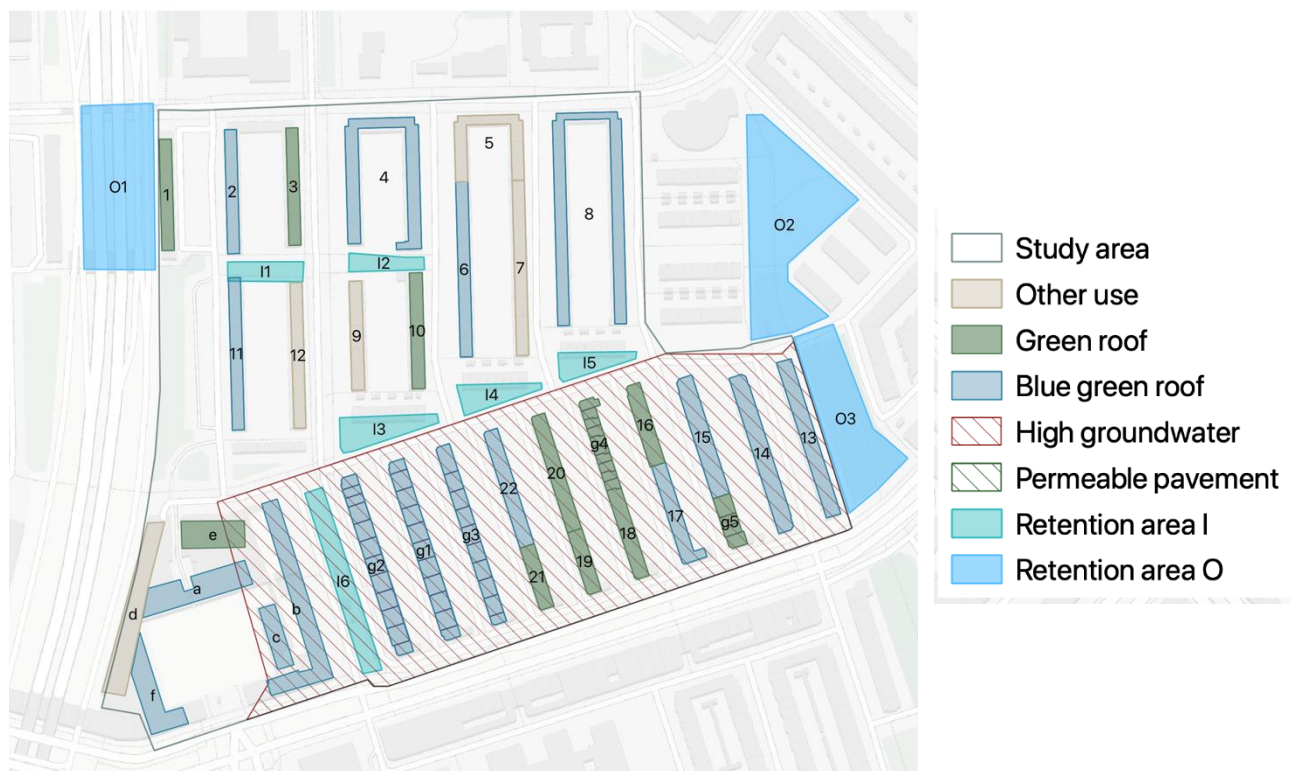 O1
1
2
3
4
5
6
7
8
O2
I1
I2
9
10
11
12
I3
I4
I5
O3
13
14
15
16
17
18
19
20
21
22
g1
g2
g3
g4
g5
I6
a
b
c
d
e
f
Study area
Other use
Green roof
Blue green roof
High groundwater
Permeable pavement
Retention area I
Retention area O